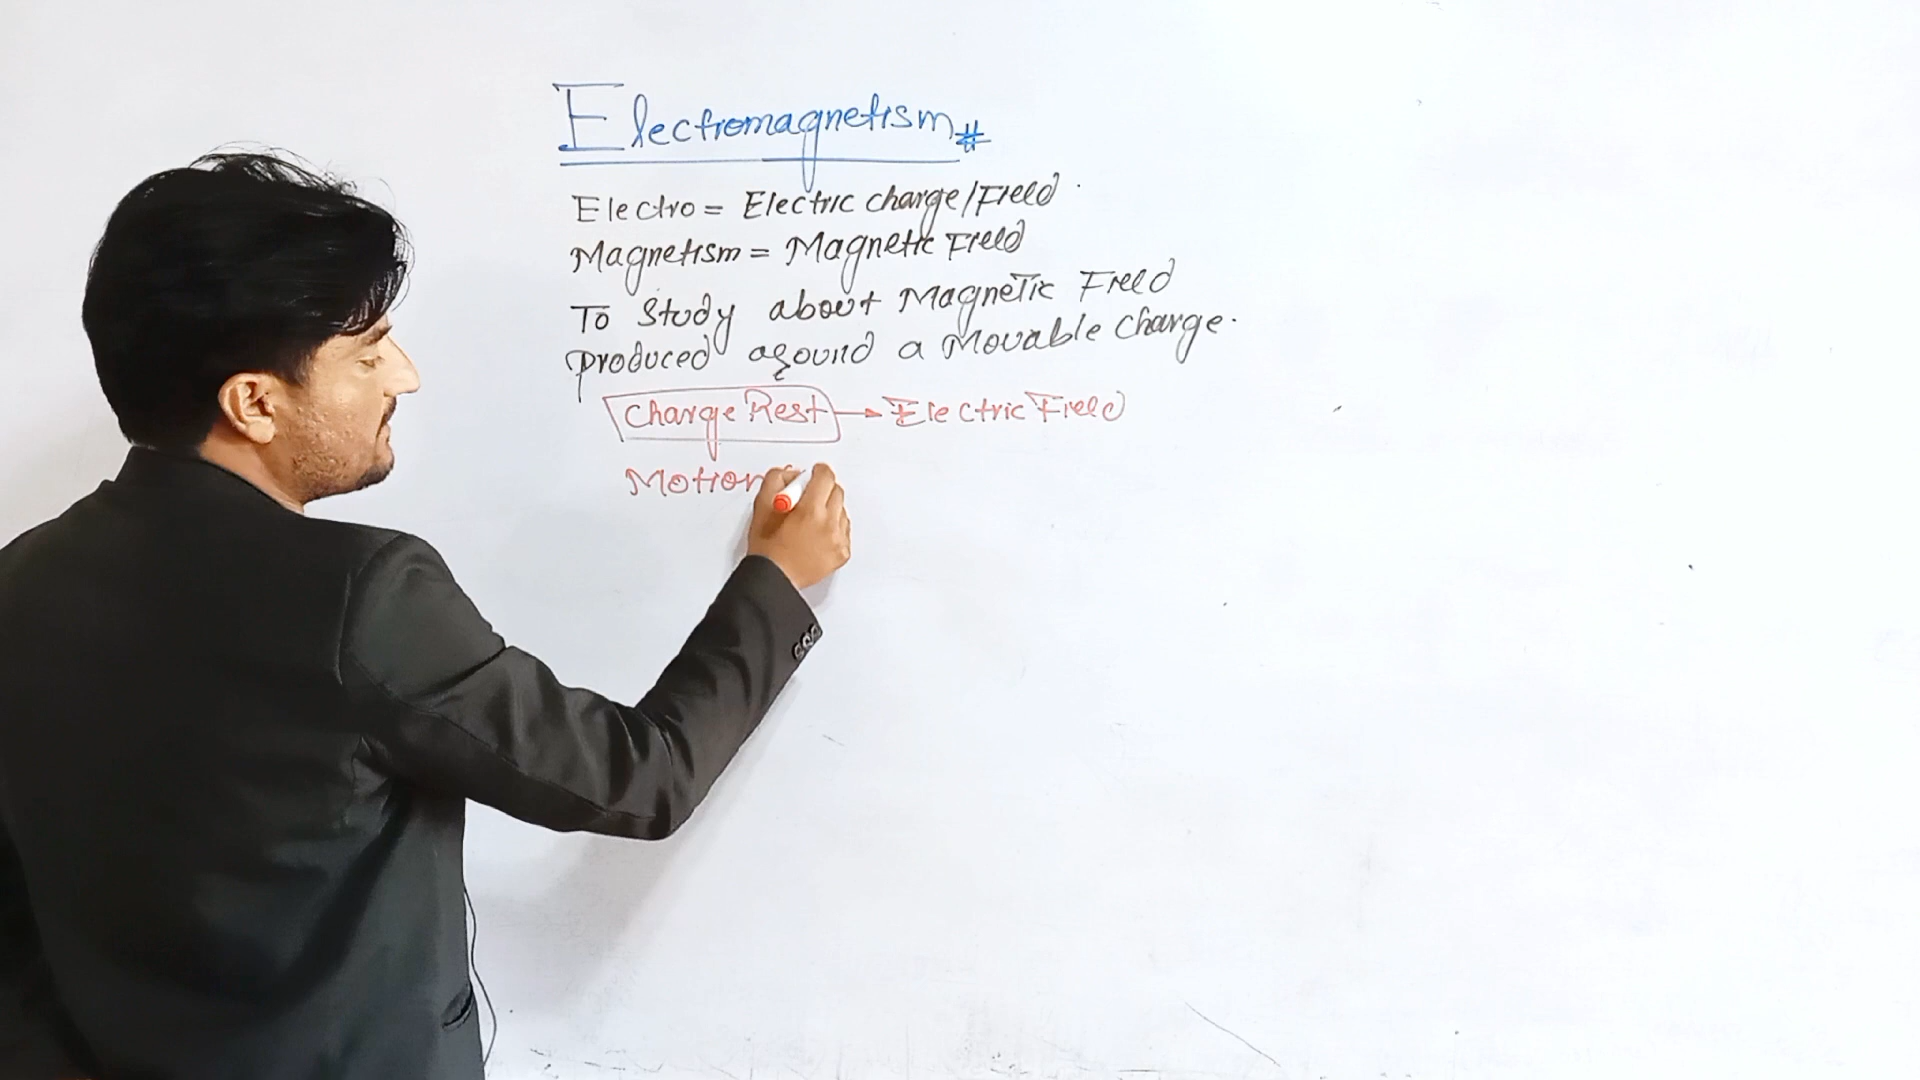 Electromagnetism #
Electro = Electric charge/Field
Magnetism = Magnetic Field
To Study about Magnetic Field
produced around a Movable charge.
Charge Rest → Electric Field
Motion